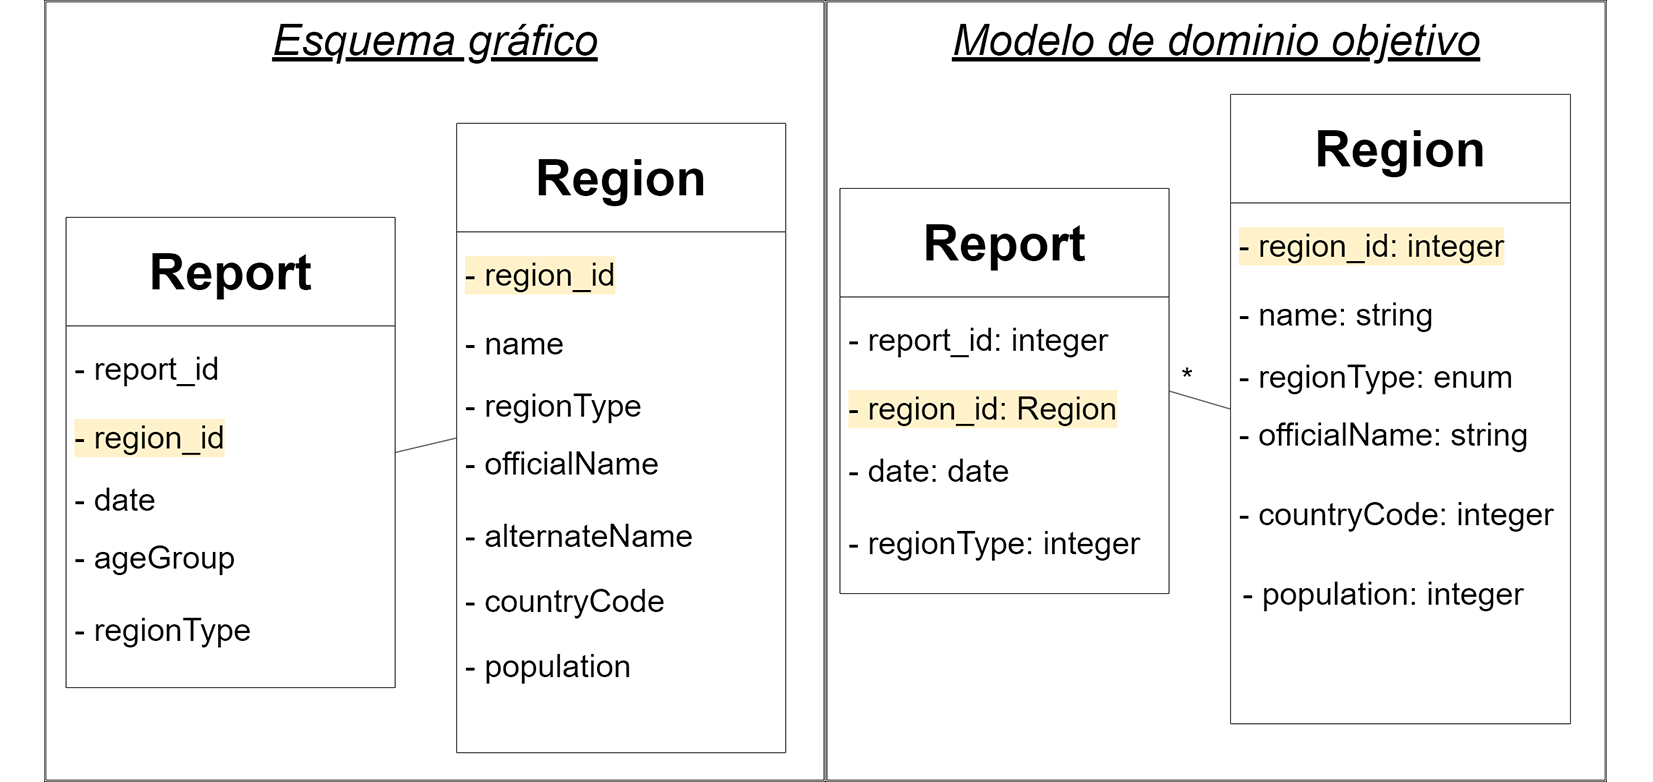 Esquema gráfico
Report
- report_id
- region_id
- date
- ageGroup
- regionType
Region
- region_id
- name
- regionType
- officialName
- alternateName
- countryCode
- population
Modelo de dominio objetivo
Report
- report_id: integer
- region_id: Region
- date: date
- regionType: integer
*
Region
- region_id: integer
- name: string
- regionType: enum
- officialName: string
- countryCode: integer
- population: integer